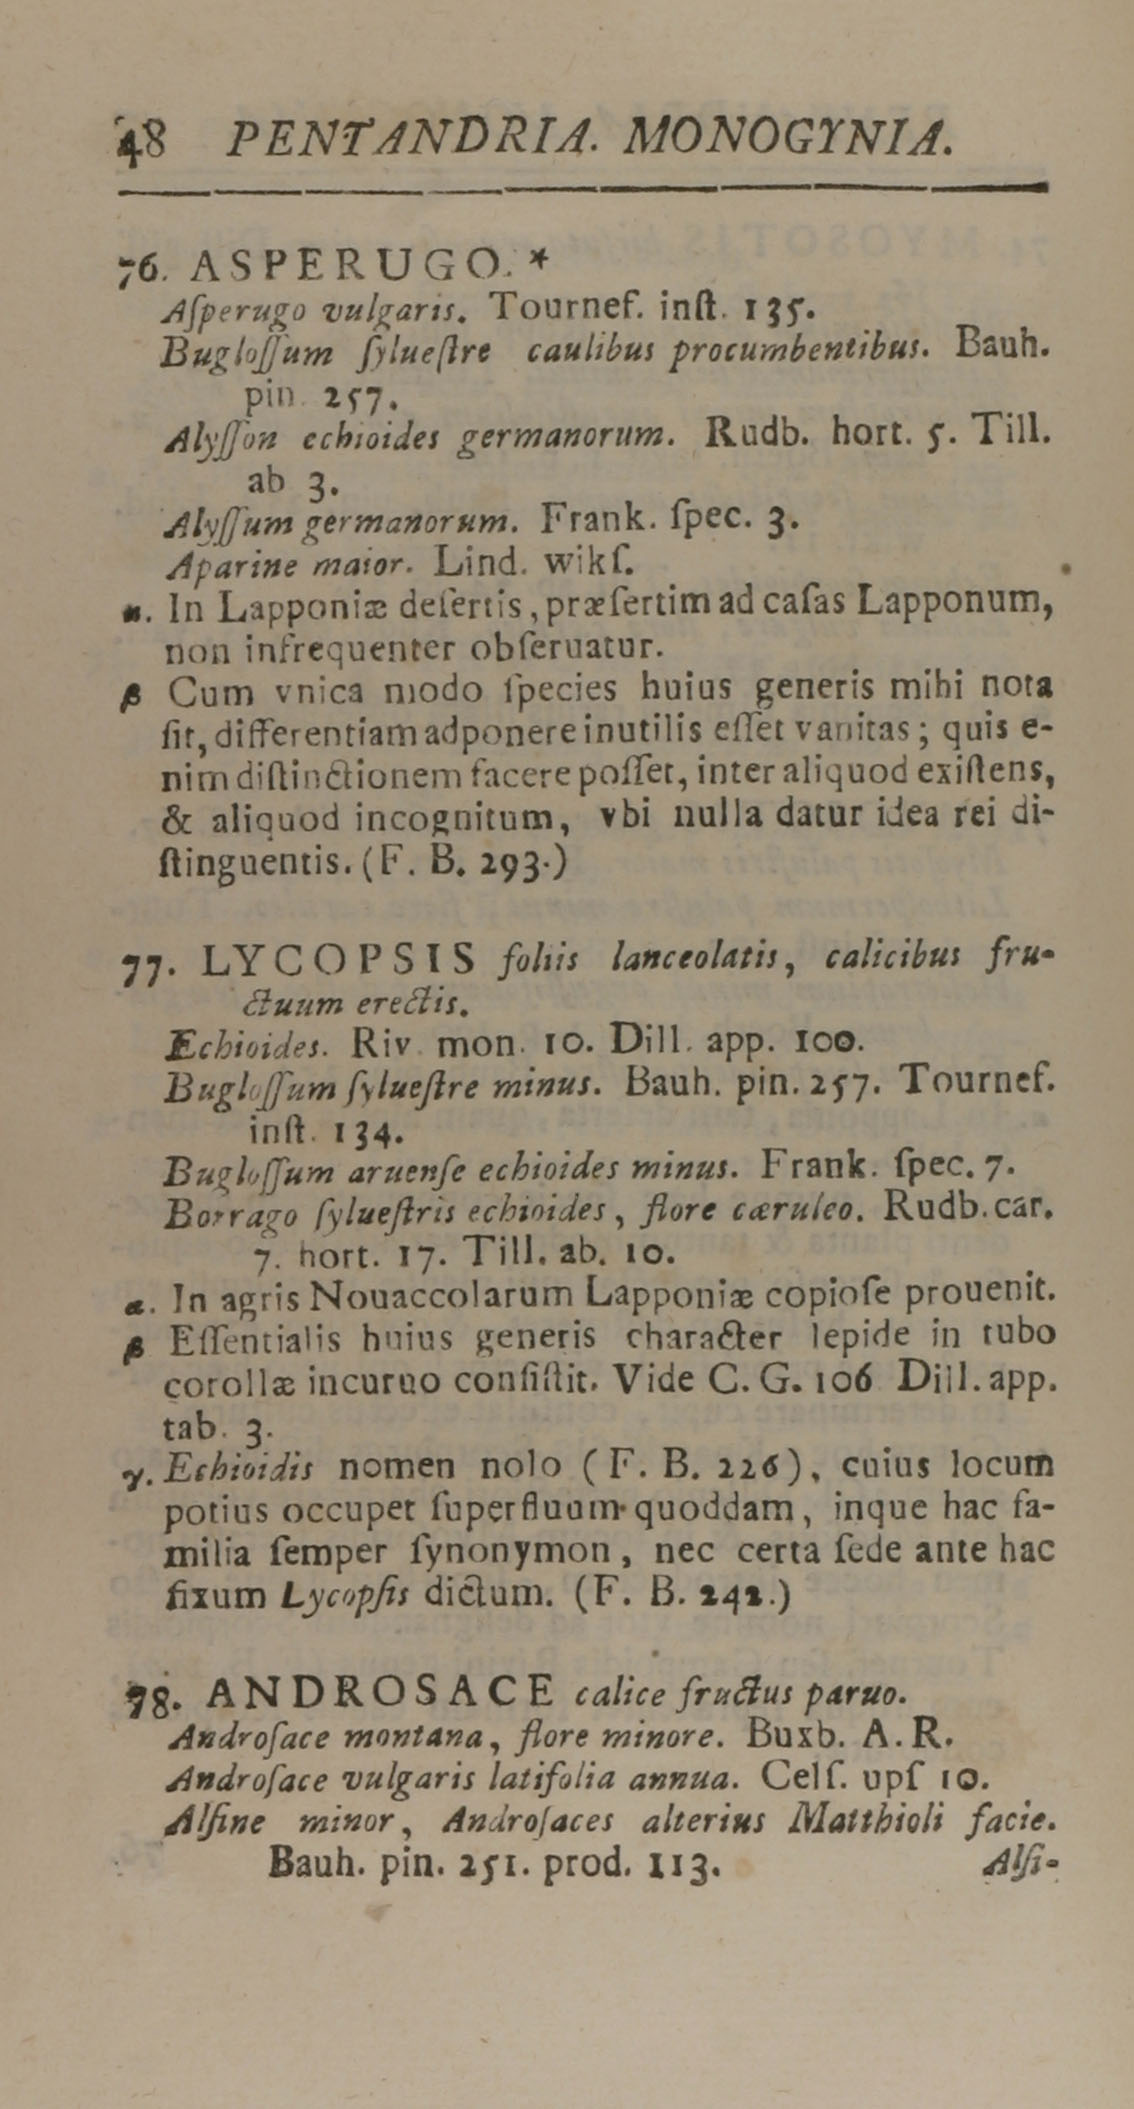 48 PENTANDRIA. MONOGYNIA.
76. ASPERUGO. *
Aſperugo vulgaris. Tournef. inſt. 135.
Bugloſſum ſylueſtre caulibus procumbentibus. Bauh.
pin. 257.
Alyſſon echioides germanorum. Rudb. hort. 5. Till.
ab 3.
Alyſſum germanorum. Frank. ſpec. 3.
Aparine maior. Lind. wikſ.
α. In Lapponiæ deſertis, præſertim ad caſas Lapponum,
non infrequenter obſeruatur.
β Cum vnica modo ſpecies huius generis mihi nota
ſit, differentiam adponere inutilis eſſet vanitas; quis e-
nim diſtinctionem facere poſſet, inter aliquod exiſtens,
& aliquod incognitum, vbi nulla datur idea rei di-
ſtinguentis. (F. B. 293.)
77. LYCOPSIS foliis lanceolatis, calicibus fru-
ctuum erectis.
Echioides. Riv. mon. 10. Dill. app. 100.
Bugloſſum ſylueſtre minus. Bauh. pin. 257. Tournef.
inſt. 134.
Bugloſſum aruenſe echioides minus. Frank. ſpec. 7.
Borrago ſylueſtris echioides, flore cæruleo. Rudb. car.
7. hort. 17. Till. ab. 10.
α. In agris Nouaccolarum Lapponiæ copioſe prouenit.
β Eſſentialis huius generis character lepide in tubo
corollæ incuruo conſiſtit. Vide C. G. 106 Dill. app.
tab. 3.
γ. Echioidis nomen nolo (F. B. 226), cuius locum
potius occupet ſuperfluum quoddam, inque hac fa-
milia ſemper ſynonymon, nec certa ſede ante hac
fixum Lycopſis dictum. (F. B. 242.)
78. ANDROSACE calice fructus paruo.
Androſace montana, flore minore. Buxb. A. R.
Androſace vulgaris latifolia annua. Celſ. upſ 10.
Alſine minor, Androſaces alterius Matthioli facie.
Bauh. pin. 251. prod. 113.
Alſi-